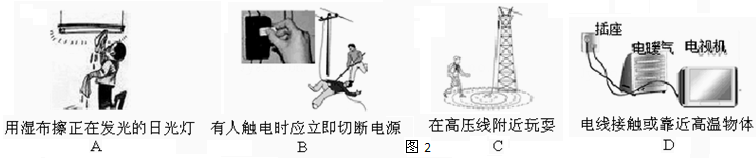 插座
电暖气 电视机
用湿布擦正在发光的日光灯
有人触电时应立即切断电源
在高压线附近玩耍
电线接触或靠近高温物体
A
B
图 2
C
D